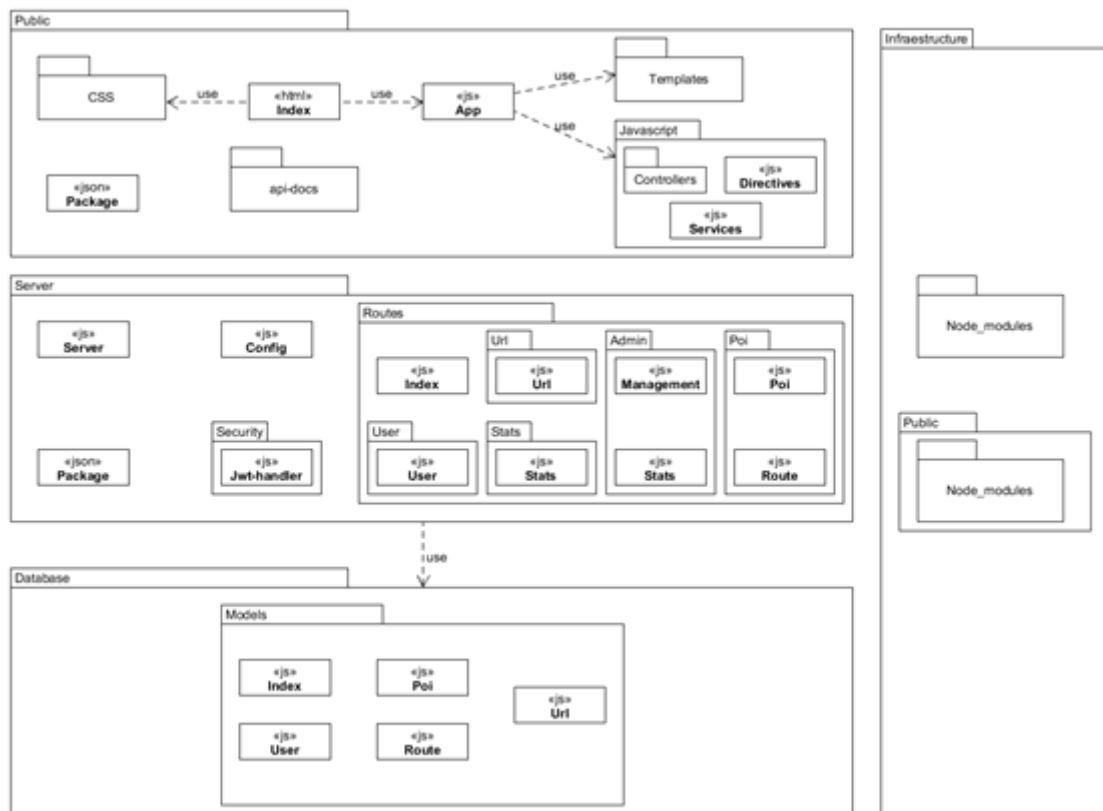 Public
CSS
use
«html»
Index
use
«js»
App
use
Templates
use
Javascript
Controllers
«js»
Directives
«js»
Services
«json»
Package
api-docs
Server
«js»
Server
«js»
Config
«json»
Package
Security
«js»
Jwt-handler
Routes
«js»
Index
Url
«js»
Url
Admin
«js»
Management
«js»
Stats
Poi
«js»
Poi
«js»
Route
User
«js»
User
Stats
«js»
Stats
use
Database
Models
«js»
Index
«js»
Poi
«js»
Url
«js»
User
«js»
Route
Infraestructure
Node_modules
Public
Node_modules